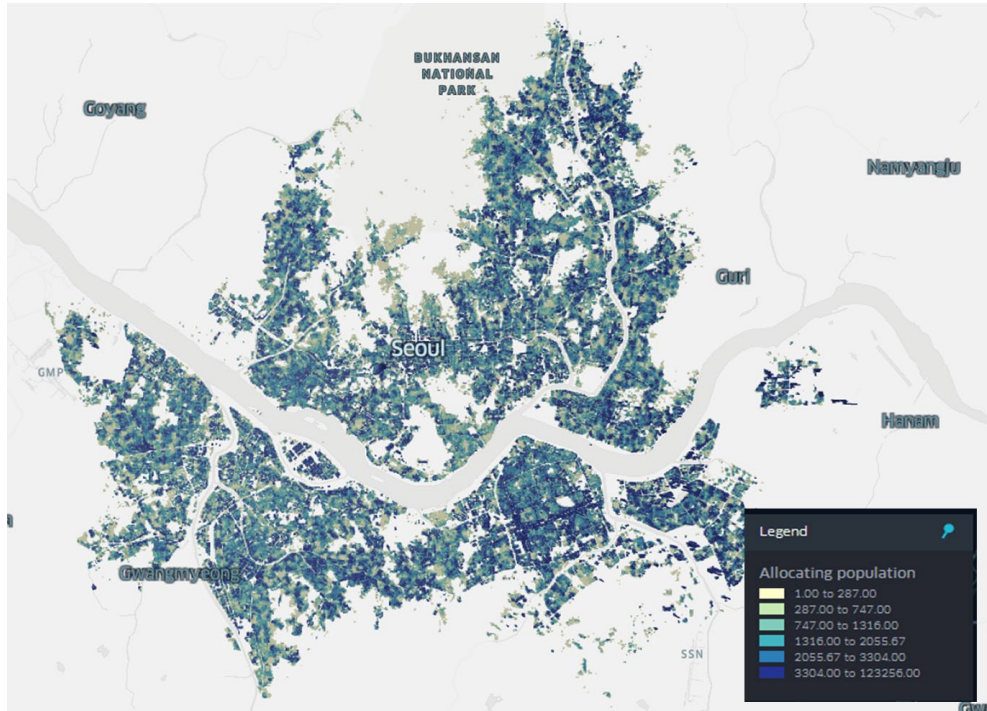 BUKHANSAN
NATIONAL
PARK
Goyang
Namyangju
Guri
Seoul
GMP
Hanam
Gwangmyeong
SSN
Legend
Allocating population
1.00 to 287.00
287.00 to 747.00
747.00 to 1316.00
1316.00 to 2055.67
2055.67 to 3304.00
3304.00 to 123256.00